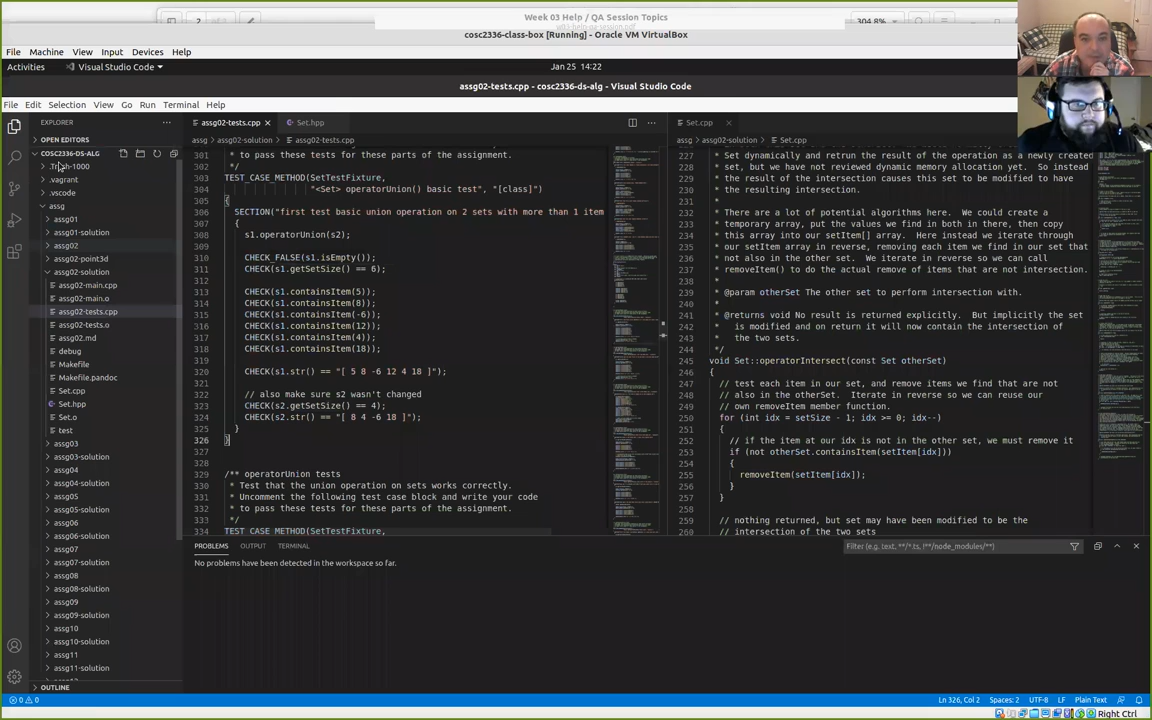 Week 03 Help / QA Session Topics
304.8%
cosc2336-class-box [Running] - Oracle VM VirtualBox
File Machine View Input Devices Help
Activities Visual Studio Code Jan 25 14:22
assg02-tests.cpp - cosc2336-ds-alg - Visual Studio Code
File Edit Selection View Go Run Terminal Help
EXPLORER
OPEN EDITORS
COSC2336-DS-ALG
.vagrant
.vscode
assg
assg01
assg01-solution
assg02
assg02-point3d
assg02-solution
assg02-main.cpp
assg02-main.o
assg02-tests.cpp
assg02-tests.o
assg02.md
debug
Makefile
Makefile.pandoc
Set.cpp
Set.hpp
Set.o
test
assg03
assg03-solution
assg04
assg04-solution
assg05
assg05-solution
assg06
assg06-solution
assg07
assg07-solution
assg08
assg08-solution
assg09
assg09-solution
assg10
assg10-solution
assg11
assg11-solution
OUTLINE
assg02-tests.cpp Set.hpp
assg > assg02-solution > assg02-tests.cpp
301 * to pass these tests for these parts of the assignment.
302 */
303 TEST_CASE_METHOD(SetTestFixture,
304 "<Set> operatorUnion() basic test", "[class]")
305 {
306 SECTION("first test basic union operation on 2 sets with more than 1 item
307 {
308 s1.operatorUnion(s2);
309
310 CHECK_FALSE(s1.isEmpty());
311 CHECK(s1.getSetSize() == 6);
312
313 CHECK(s1.containsItem(5));
314 CHECK(s1.containsItem(8));
315 CHECK(s1.containsItem(-6));
316 CHECK(s1.containsItem(12));
317 CHECK(s1.containsItem(4));
318 CHECK(s1.containsItem(18));
319
320 CHECK(s1.str() == "[ 5 8 -6 12 4 18 ]");
321
322 // also make sure s2 wasn't changed
323 CHECK(s2.getSetSize() == 4);
324 CHECK(s2.str() == "[ 8 4 -6 18 ]");
325 }
326 }
327
328
329 /** operatorUnion tests
330 * Test that the union operation on sets works correctly.
331 * Uncomment the following test case block and write your code
332 * to pass these tests for these parts of the assignment.
333 */
334 TEST_CASE_METHOD(SetTestFixture,
Set.cpp
assg > assg02-solution > Set.cpp
227 * Set dynamically and retrun the result of the operation as a newly created
228 * set, but we have not reviewed dynamic memory allocation yet. So instead
229 * the result of the intersection causes this set to be modified to have
230 * the resulting intersection.
231 *
232 * There are a lot of potential algorithms here. We could create a
233 * temporary array, put the values we find in both in there, then copy
234 * this array into our setItem[] array. Here instead we iterate through
235 * our setItem array in reverse, removing each item we find in our set that
236 * not also in the other set. We iterate in reverse so we can call
237 * removeItem() to do the actual remove of items that are not intersection.
238 *
239 * @param otherSet The other set to perform intersection with.
240 *
241 * @returns void No result is returned explicitly. But implicitly the set
242 * is modified and on return it will now contain the intersection of
243 * the two sets.
244 */
245 void Set::operatorIntersect(const Set otherSet)
246 {
247 // test each item in our set, and remove items we find that are not
248 // also in the otherSet. Iterate in reverse so we can reuse our
249 // own removeItem member function.
250 for (int idx = setSize - 1; idx >= 0; idx--)
251 {
252 // if the item at our idx is not in the other set, we must remove it
253 if (not otherSet.containsItem(setItem[idx]))
254 {
255 removeItem(setItem[idx]);
256 }
257 }
258
259 // nothing returned, but set may have been modified to be the
260 // intersection of the two sets
PROBLEMS OUTPUT TERMINAL
Filter (e.g. text, **/*.ts, !**/node_modules/**)
No problems have been detected in the workspace so far.
0 0 Ln 326, Col 2 Spaces: 2 UTF-8 LF Plain Text
Right Ctrl